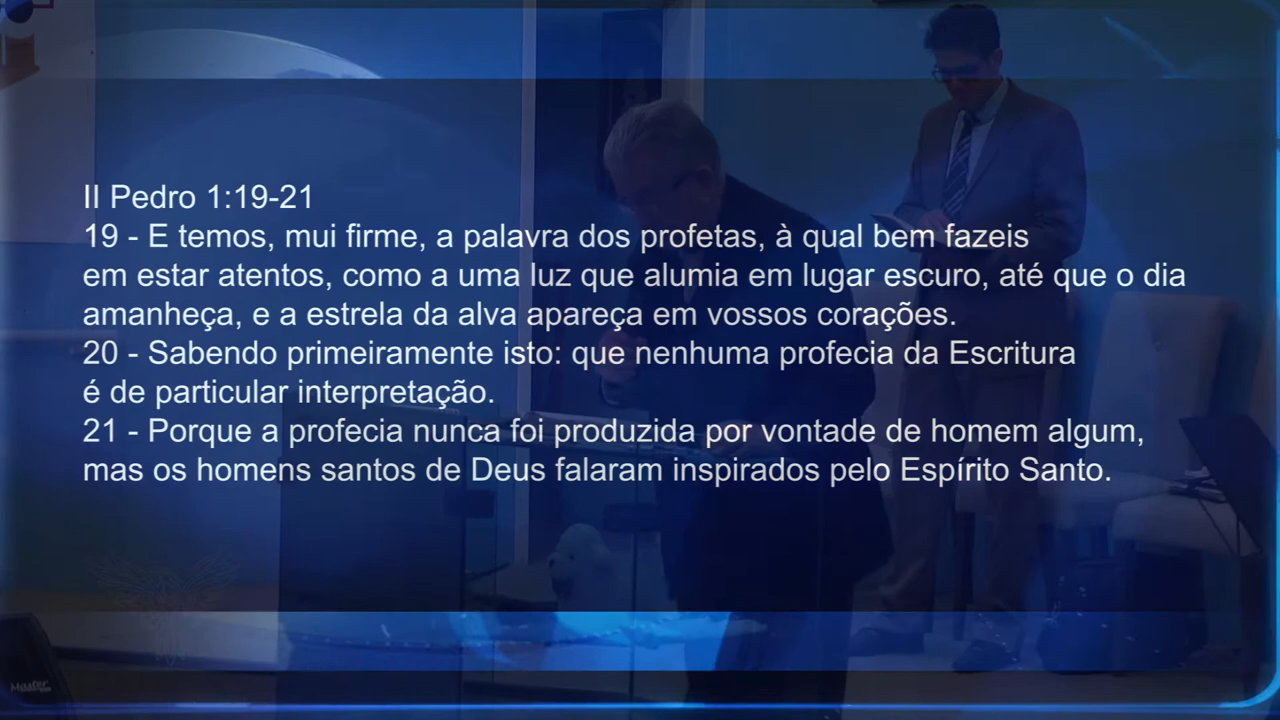 II Pedro 1:19-21
19 - E temos, mui firme, a palavra dos profetas, à qual bem fazeis
em estar atentos, como a uma luz que alumia em lugar escuro, até que o dia
amanheça, e a estrela da alva apareça em vossos corações.
20 - Sabendo primeiramente isto: que nenhuma profecia da Escritura
é de particular interpretação.
21 - Porque a profecia nunca foi produzida por vontade de homem algum,
mas os homens santos de Deus falaram inspirados pelo Espírito Santo.
Master